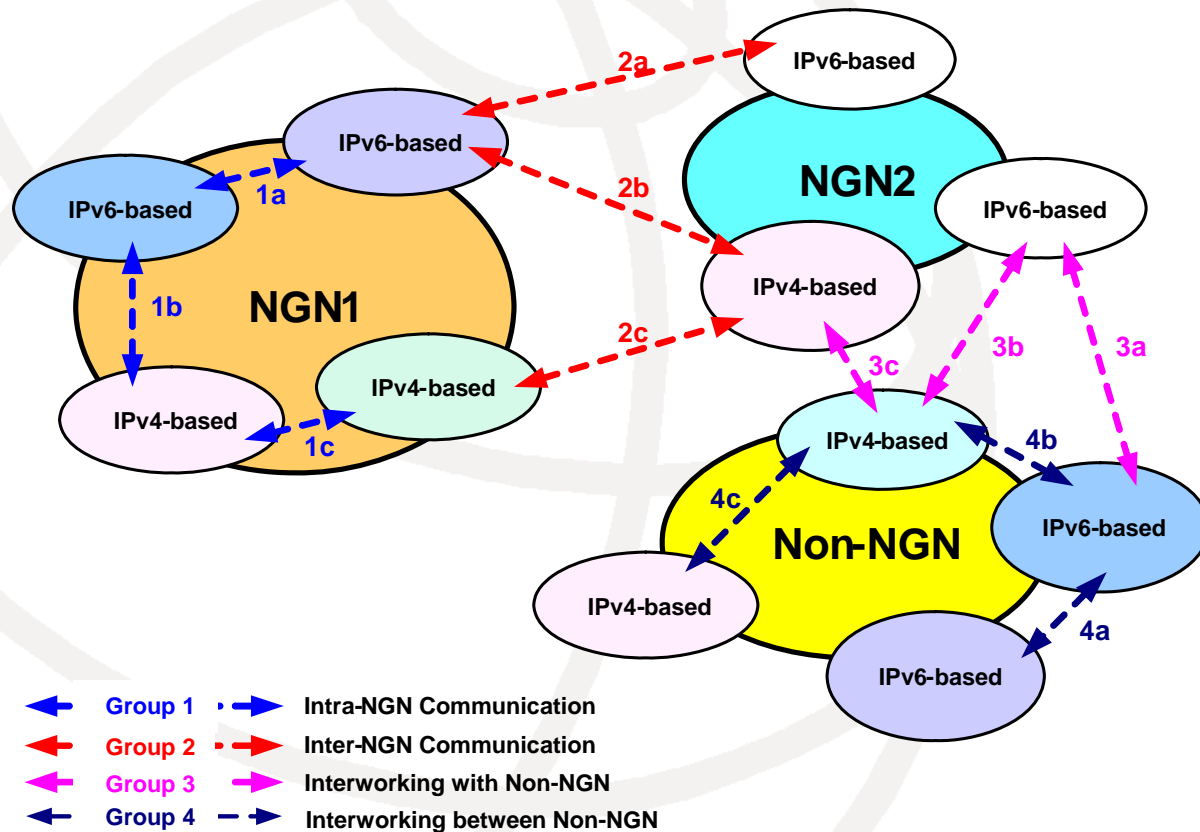 IPv6-based
2a
IPv6-based
IPv6-based
1a
2b
NGN2
IPv6-based
IPv6-based
1b
NGN1
IPv4-based
2c
3c
3b
3a
IPv4-based
IPv4-based
1c
IPv4-based
4b
4c
Non-NGN
IPv6-based
IPv4-based
4a
IPv6-based
Group 1 Intra-NGN Communication
Group 2 Inter-NGN Communication
Group 3 Interworking with Non-NGN
Group 4 Interworking between Non-NGN